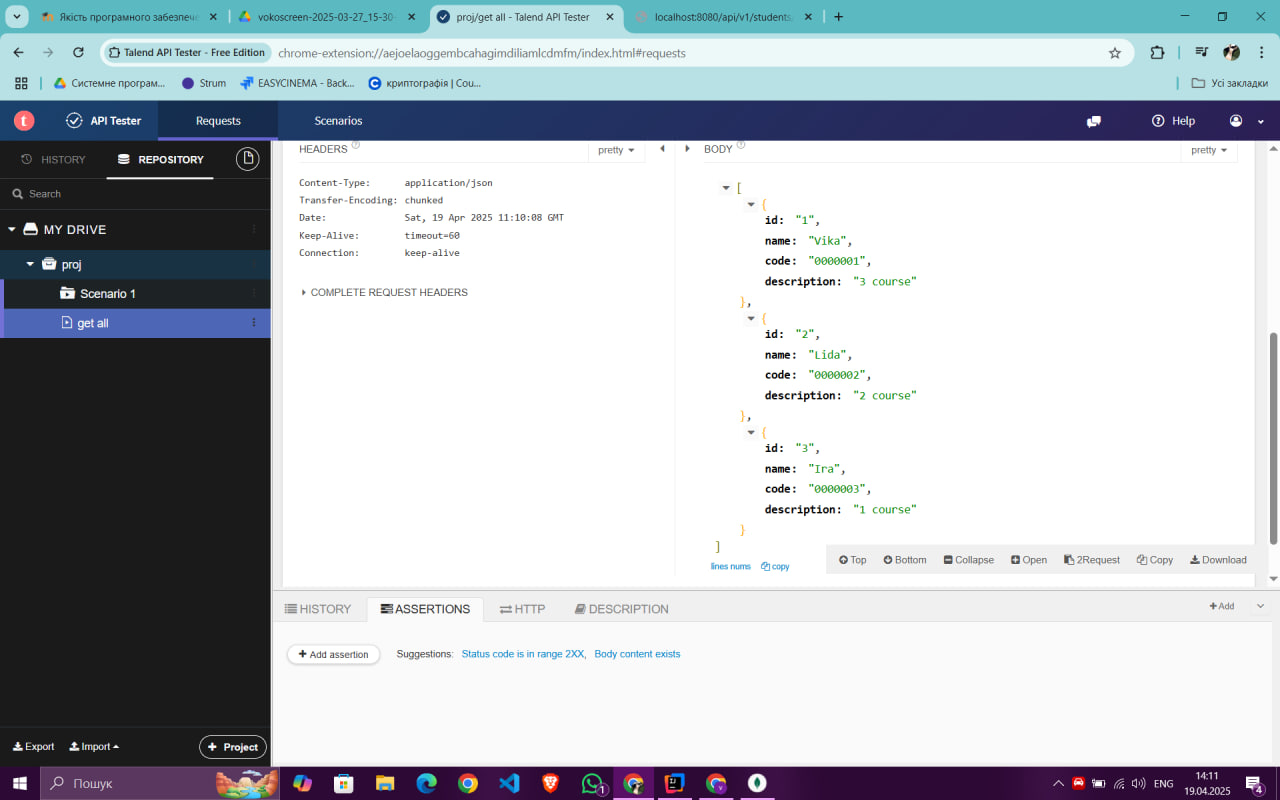 Якість програмного забезпече
vokoscreen-2025-03-27_15-30-
proj/get all - Talend API Tester
localhost:8080/api/v1/students/
Talend API Tester - Free Edition
chrome-extension://aejoelaoggembcahagimdiliamlcdmfm/index.html#requests
Системне програм...
Strum
EASYCINEMA - Back...
криптографія | Cou...
Усі закладки
t
API Tester
Requests
Scenarios
Help
HISTORY
REPOSITORY
Search
MY DRIVE
proj
Scenario 1
get all
Export
Import
+ Project
HEADERS ?
pretty
Content-Type: application/json
Transfer-Encoding: chunked
Date: Sat, 19 Apr 2025 11:10:08 GMT
Keep-Alive: timeout=60
Connection: keep-alive
COMPLETE REQUEST HEADERS
BODY ?
pretty
[
{
id: "1",
name: "Vika",
code: "0000001",
description: "3 course"
},
{
id: "2",
name: "Lida",
code: "0000002",
description: "2 course"
},
{
id: "3",
name: "Ira",
code: "0000003",
description: "1 course"
}
]
lines nums copy
Top Bottom Collapse Open 2Request Copy Download
HISTORY ASSERTIONS HTTP DESCRIPTION
+ Add
+ Add assertion
Suggestions: Status code is in range 2XX, Body content exists
Пошук
1
ENG
14:11
19.04.2025
4